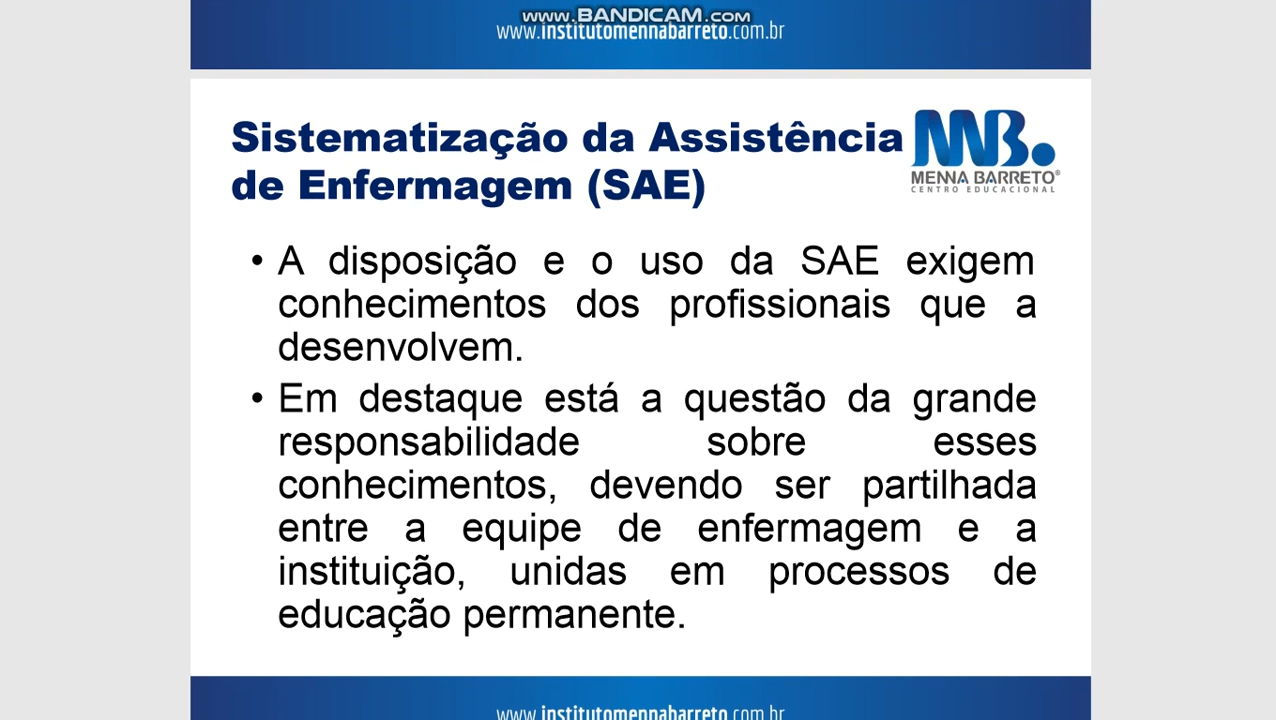 www.BANDICAM.com
www.institutomennabarreto.com.br
Sistematização da Assistência
de Enfermagem (SAE)
MB.
MENNA BARRETO®
CENTRO EDUCACIONAL
• A disposição e o uso da SAE exigem
conhecimentos dos profissionais que a
desenvolvem.
• Em destaque está a questão da grande
responsabilidade sobre esses
conhecimentos, devendo ser partilhada
entre a equipe de enfermagem e a
instituição, unidas em processos de
educação permanente.
www.institutomennabarreto.com.br